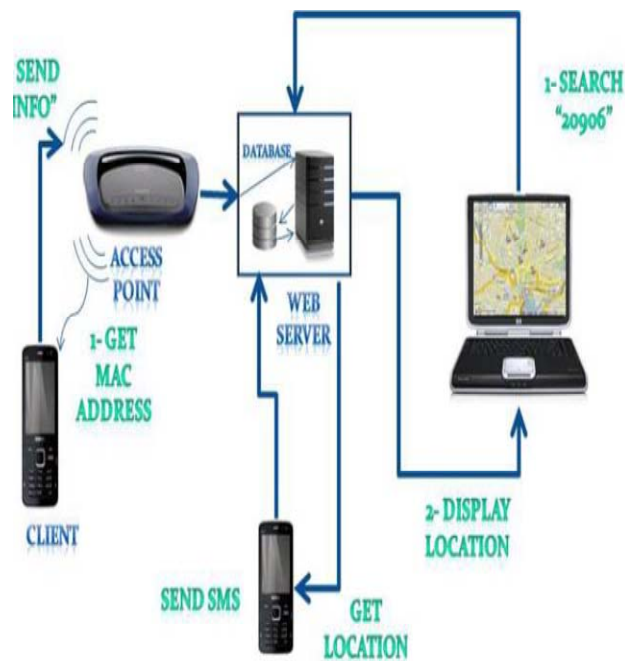 SEND
INFO"
1- SEARCH
"20906"
DATABASE
ACCESS
POINT
WEB
SERVER
1- GET
MAC
ADDRESS
CLIENT
2- DISPLAY
LOCATION
SEND SMS
GET
LOCATION